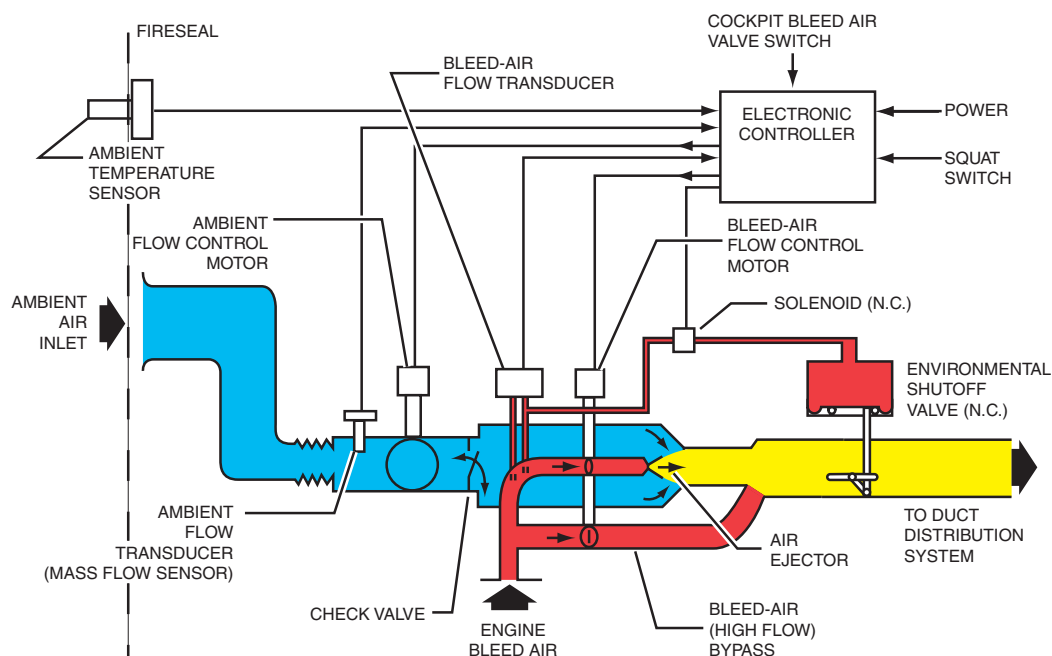 FIRESEAL
COCKPIT BLEED AIR
VALVE SWITCH
BLEED-AIR
FLOW TRANSDUCER
ELECTRONIC
CONTROLLER
POWER
SQUAT
SWITCH
AMBIENT
TEMPERATURE
SENSOR
AMBIENT
FLOW CONTROL
MOTOR
BLEED-AIR
FLOW CONTROL
MOTOR
AMBIENT
AIR
INLET
SOLENOID (N.C.)
ENVIRONMENTAL
SHUTOFF
VALVE (N.C.)
AMBIENT
FLOW
TRANSDUCER
(MASS FLOW SENSOR)
CHECK VALVE
ENGINE
BLEED AIR
AIR
EJECTOR
TO DUCT
DISTRIBUTION
SYSTEM
BLEED-AIR
(HIGH FLOW)
BYPASS